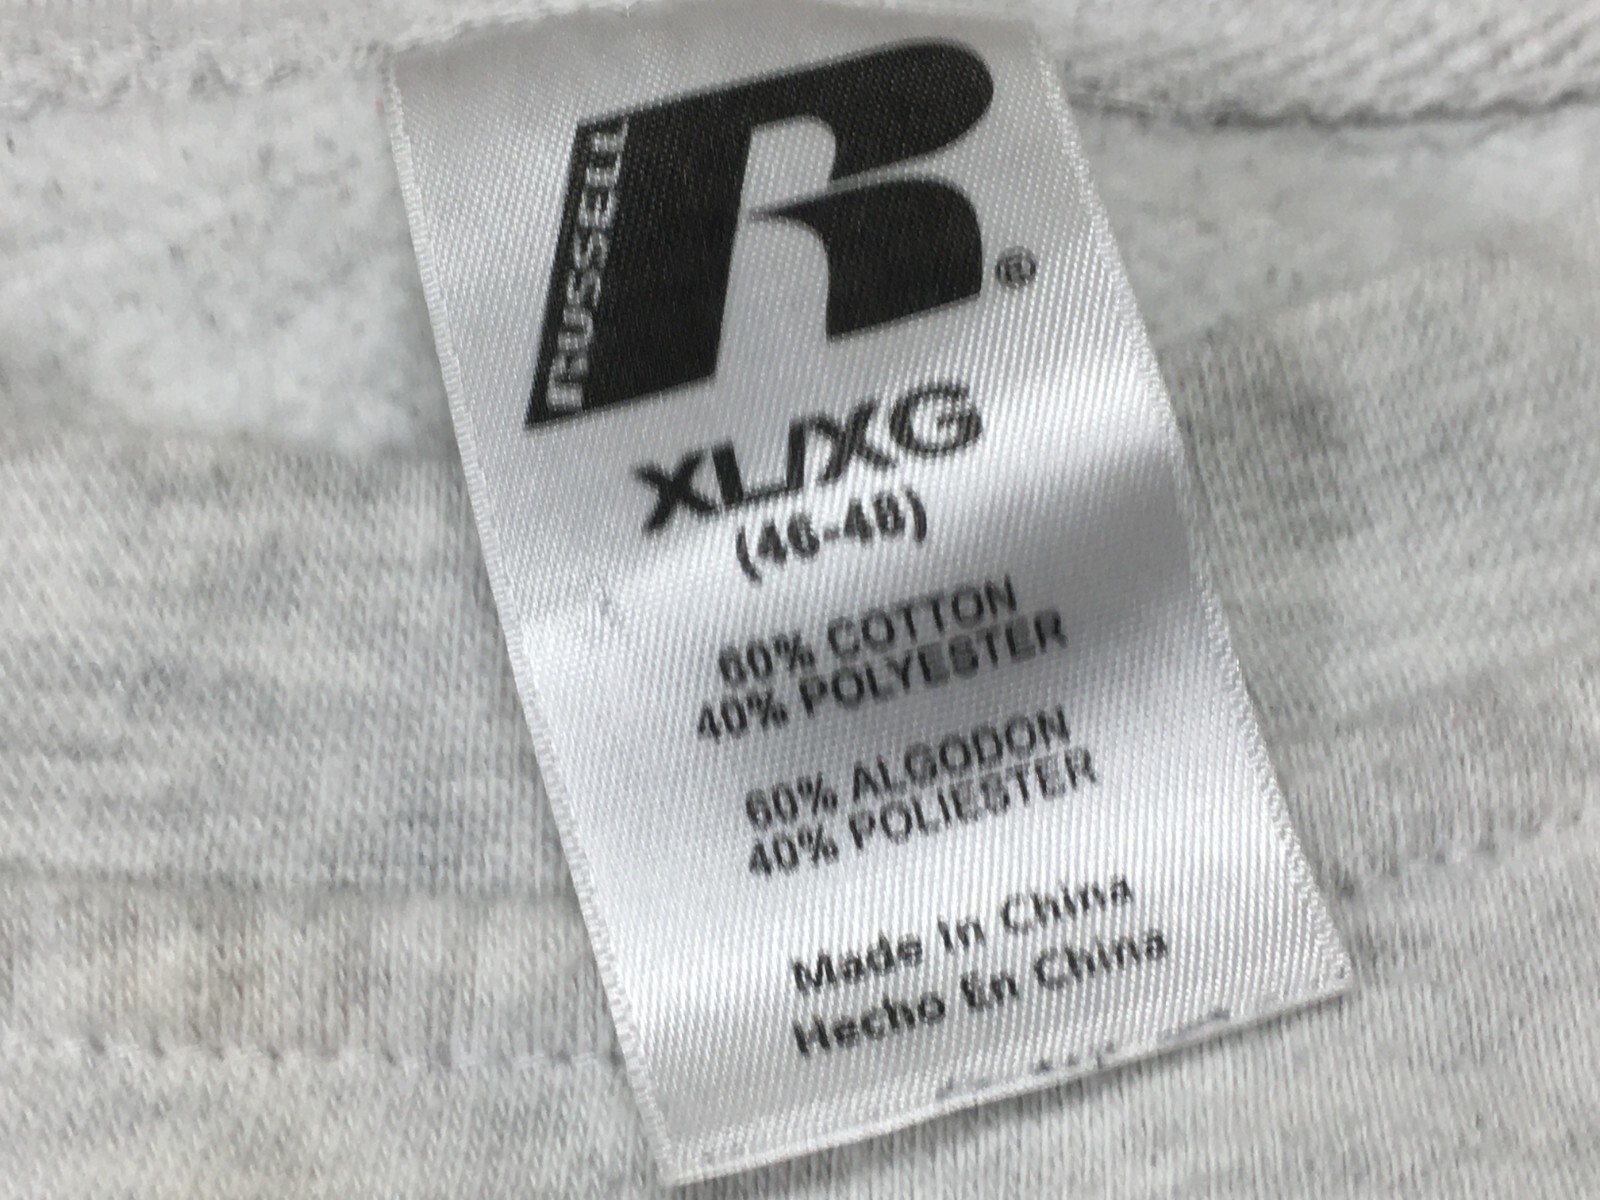 RUSSELL
®
XL/XG
(46-48)
60% COTTON
40% POLYESTER
60% ALGODON
40% POLIESTER
Made In China
Hecho En China